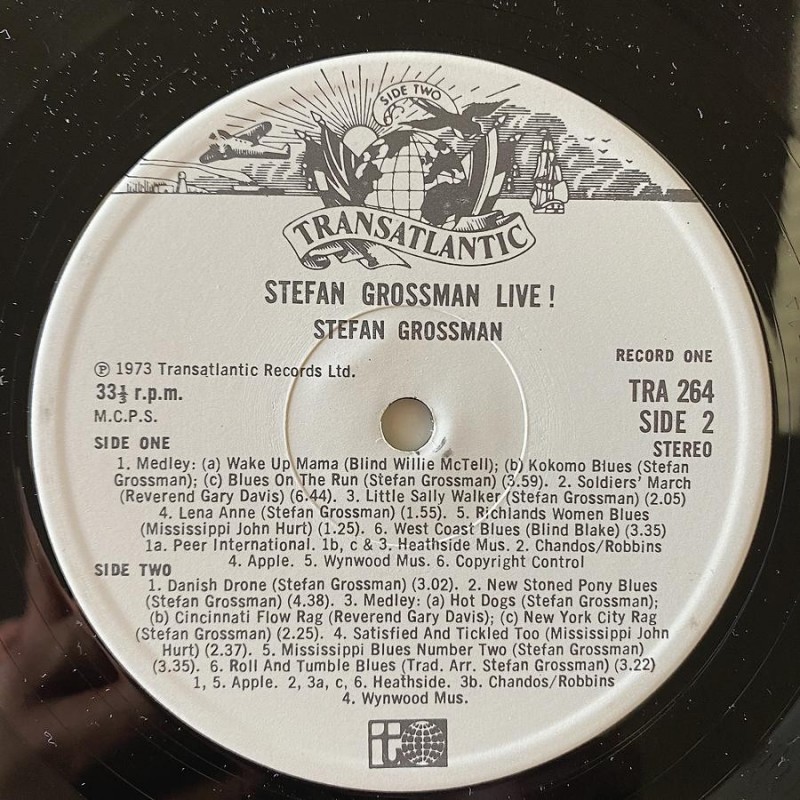 SIDE TWO
TRANSATLANTIC
STEFAN GROSSMAN LIVE!
STEFAN GROSSMAN
RECORD ONE
℗ 1973 Transatlantic Records Ltd.
33⅓ r.p.m.
M.C.P.S.
TRA 264
SIDE 2
STEREO
SIDE ONE
1. Medley: (a) Wake Up Mama (Blind Willie McTell); (b) Kokomo Blues (Stefan
Grossman); (c) Blues On The Run (Stefan Grossman) (3.59). 2. Soldiers' March
(Reverend Gary Davis) (6.44). 3. Little Sally Walker (Stefan Grossman) (2.05)
4. Lena Anne (Stefan Grossman) (1.55). 5. Richlands Women Blues
(Mississippi John Hurt) (1.25). 6. West Coast Blues (Blind Blake) (3.35)
1a. Peer International. 1b, c & 3. Heathside Mus. 2. Chandos/Robbins
4. Apple. 5. Wynwood Mus. 6. Copyright Control
SIDE TWO
1. Danish Drone (Stefan Grossman) (3.02). 2. New Stoned Pony Blues
(Stefan Grossman) (4.38). 3. Medley: (a) Hot Dogs (Stefan Grossman);
(b) Cincinnati Flow Rag (Reverend Gary Davis); (c) New York City Rag
(Stefan Grossman) (2.25). 4. Satisfied And Tickled Too (Mississippi John
Hurt) (2.37). 5. Mississippi Blues Number Two (Stefan Grossman)
(3.35). 6. Roll and Tumble Blues (Trad. Arr. Stefan Grossman) (3.22)
1, 5. Apple. 2, 3a, c, 6. Heathside. 3b. Chandos/Robbins
4. Wynwood Mus.
it